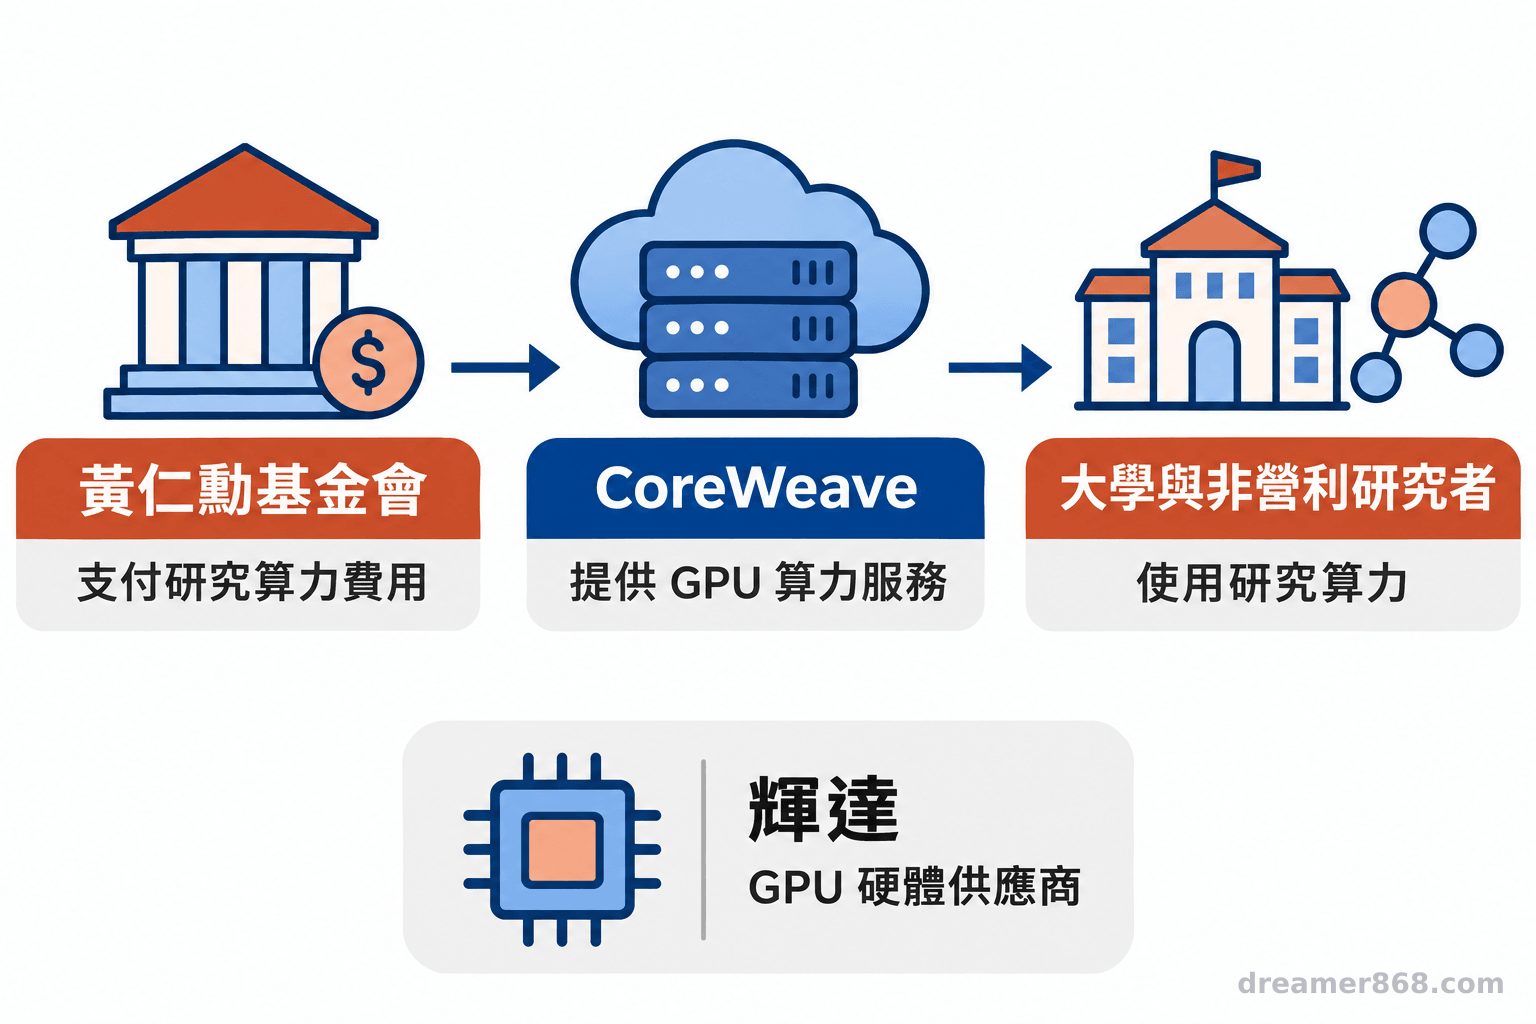 黃仁勳基金會
支付研究算力費用
CoreWeave
提供 GPU 算力服務
大學與非營利研究者
使用研究算力
輝達
GPU 硬體供應商
dreamer868.com